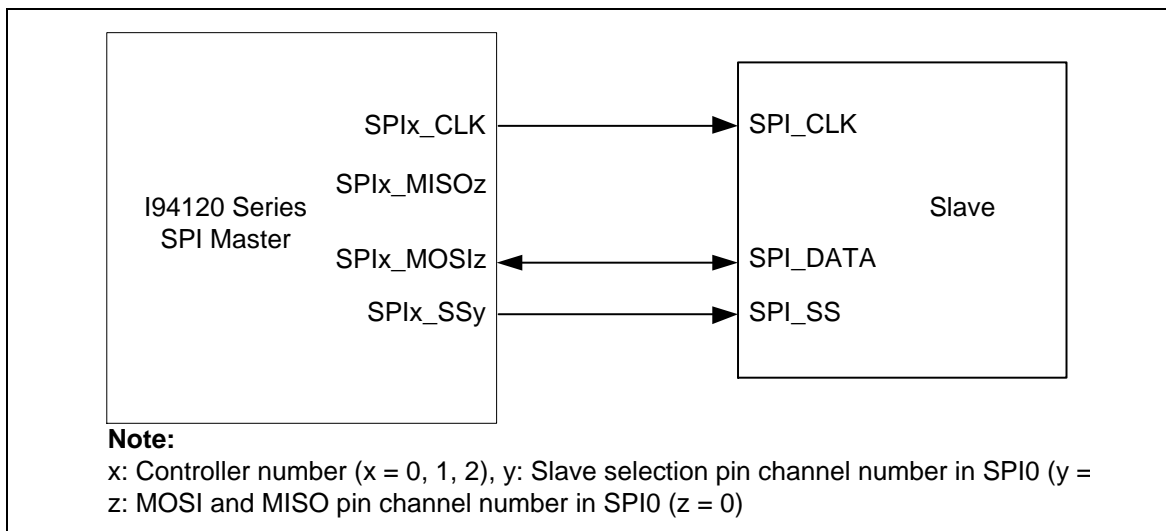 SPIx_CLK
SPI_CLK
SPIx_MISOz
I94120 Series
SPI Master
Slave
SPIx_MOSIz
SPI_DATA
SPIx_SSy
SPI_SS
Note:
x: Controller number (x = 0, 1, 2), y: Slave selection pin channel number in SPI0 (y =
z: MOSI and MISO pin channel number in SPI0 (z = 0)